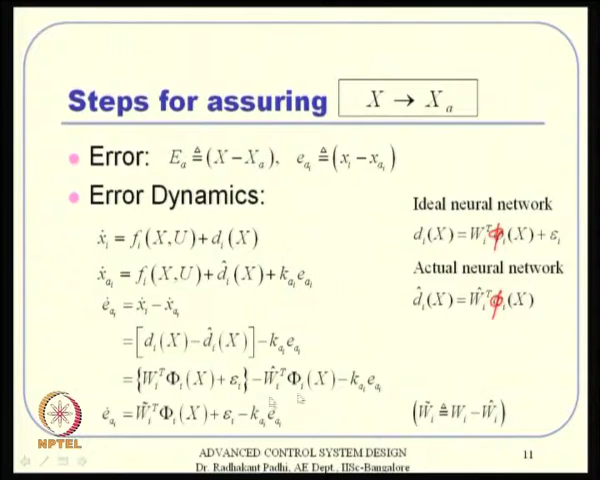 Steps for assuring X → Xₐ
Error: Eₐ ≜ (X − Xₐ), e_{a_i} ≜ (x_i − x_{a_i})
Error Dynamics:
ẋ_i = f_i(X,U) + d_i(X)
ẋ_{a_i} = f_i(X,U) + d̂_i(X) + k_{a_i} e_{a_i}
ė_{a_i} = ẋ_i − ẋ_{a_i}
= [d_i(X) − d̂_i(X)] − k_{a_i} e_{a_i}
= {W_i^T Φ_i(X) + ε_i} − Ŵ_i^T Φ_i(X) − k_{a_i} e_{a_i}
ė_{a_i} = W̃_i^T Φ_i(X) + ε_i − k_{a_i} e_{a_i}
(W̃_i ≜ W_i − Ŵ_i)
Ideal neural network
d_i(X) = W_i^T ϕ_i(X) + ε_i
Actual neural network
d̂_i(X) = Ŵ_i^T ϕ_i(X)
NPTEL
ADVANCED CONTROL SYSTEM DESIGN
Dr. Radhakant Padhi, AE Dept., IISc-Bangalore
11